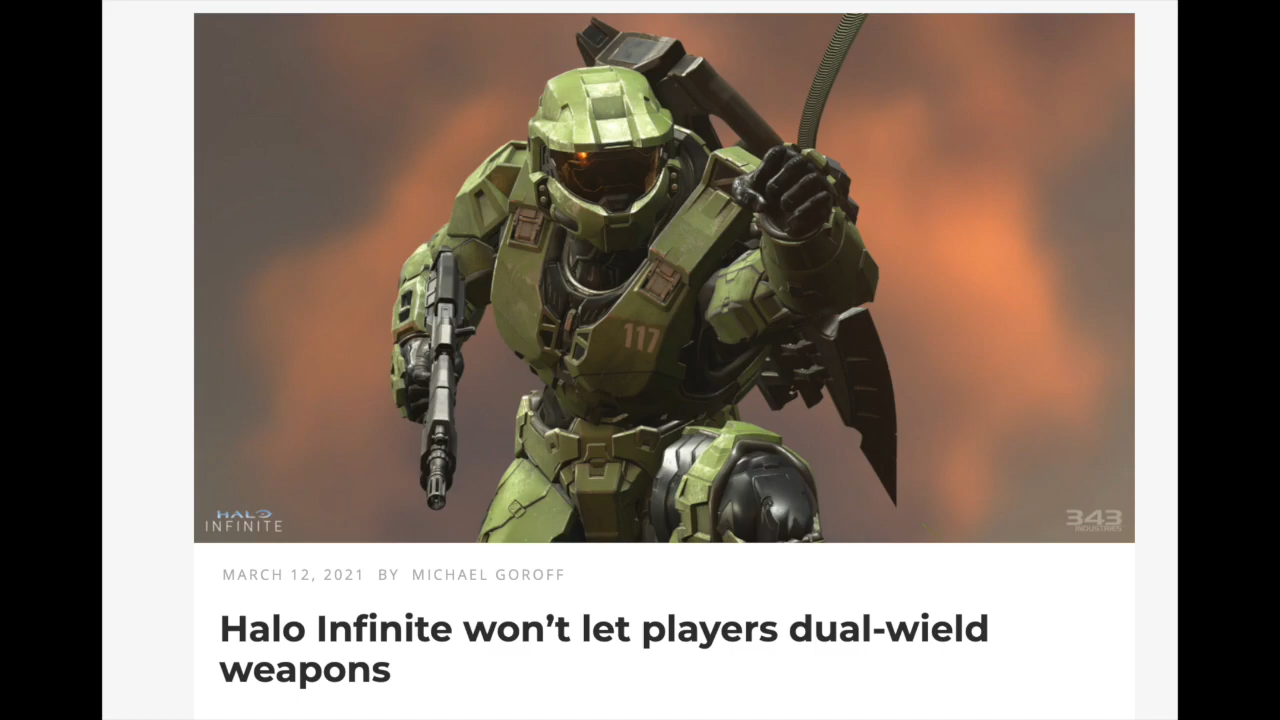 117
HALO
INFINITE
343
INDUSTRIES
MARCH 12, 2021 BY MICHAEL GOROFF
Halo Infinite won’t let players dual-wield
weapons